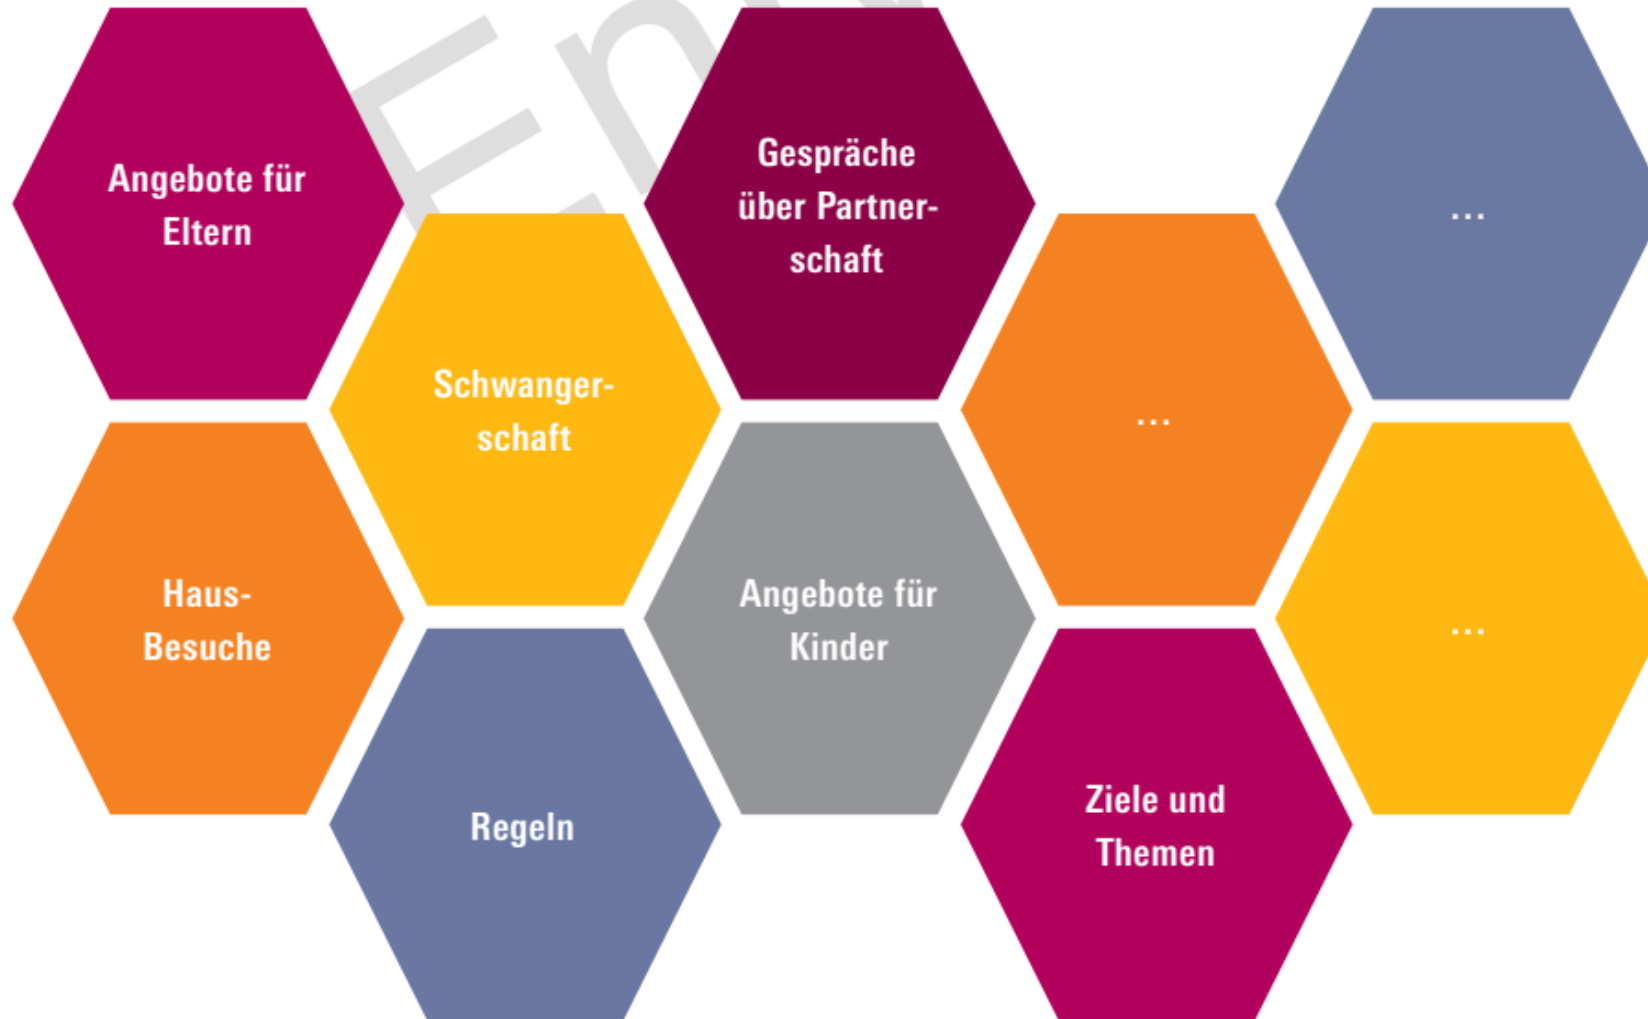 Angebote für
Eltern
Gespräche
über Partner-
schaft
...
Schwanger-
schaft
...
Haus-
Besuche
Angebote für
Kinder
...
Regeln
Ziele und
Themen